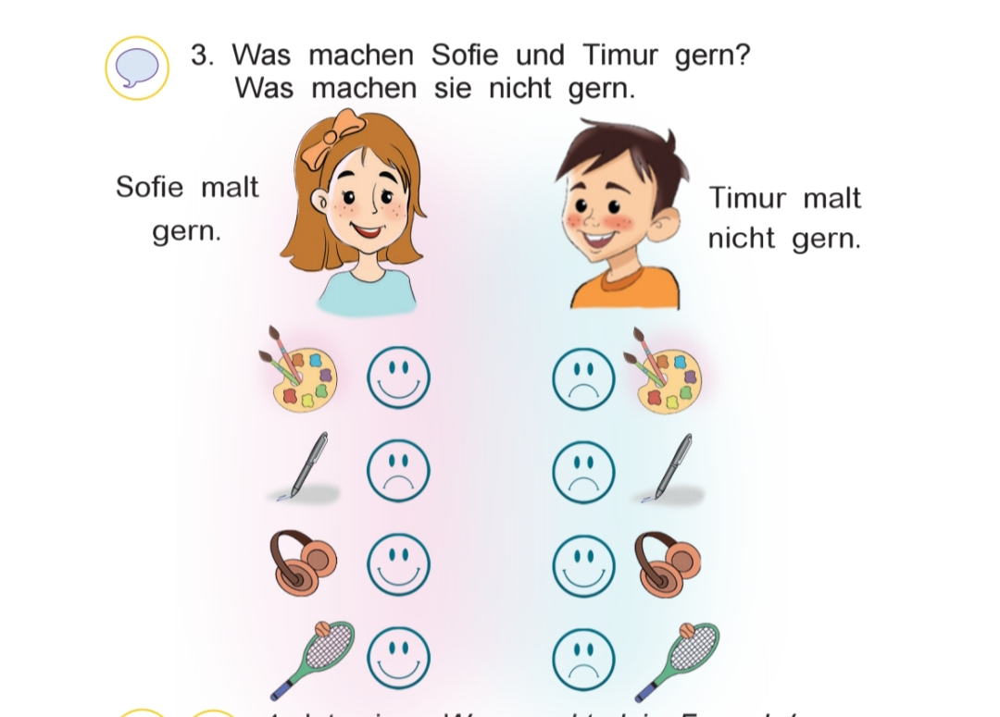 3. Was machen Sofie und Timur gern?
Was machen sie nicht gern.
Sofie malt
gern.
Timur malt
nicht gern.